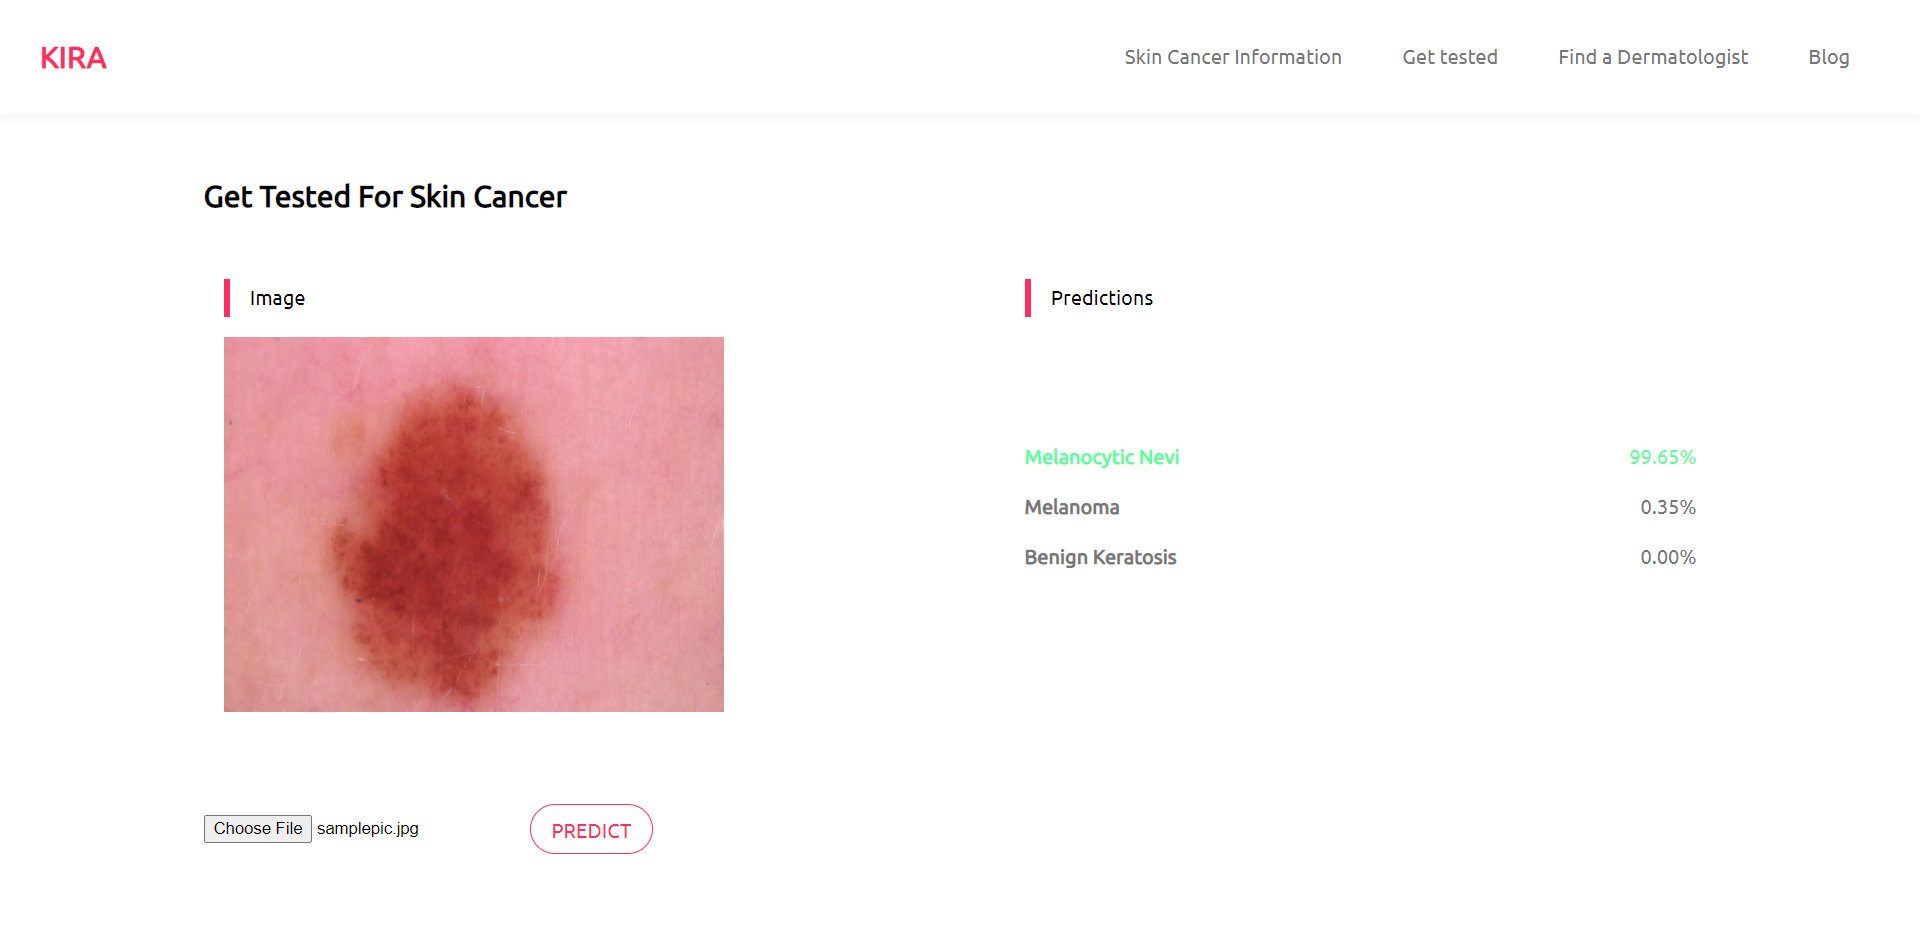 KIRA
Skin Cancer Information
Get tested
Find a Dermatologist
Blog
Get Tested For Skin Cancer
Image
Predictions
Melanocytic Nevi 99.65%
Melanoma 0.35%
Benign Keratosis 0.00%
Choose File samplepic.jpg
PREDICT